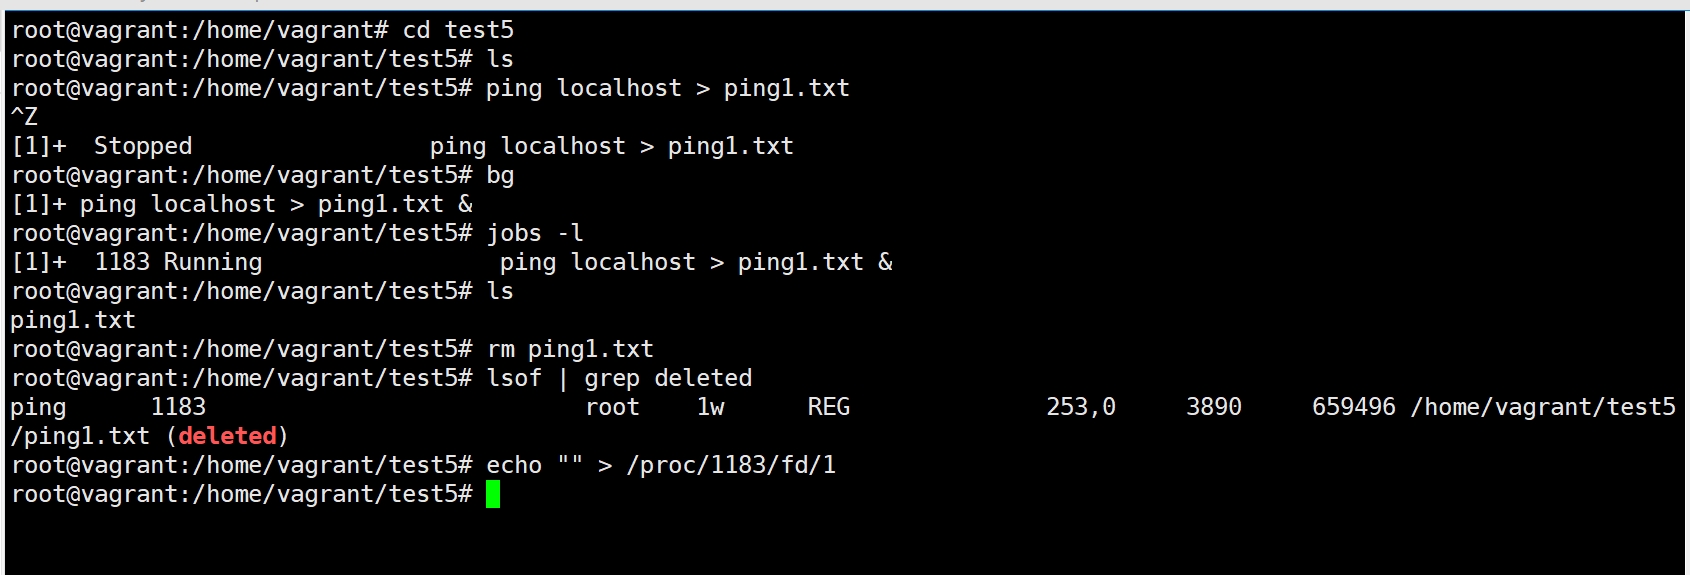 root@vagrant:/home/vagrant# cd test5
root@vagrant:/home/vagrant/test5# ls
root@vagrant:/home/vagrant/test5# ping localhost > ping1.txt
^Z
[1]+  Stopped                 ping localhost > ping1.txt
root@vagrant:/home/vagrant/test5# bg
[1]+ ping localhost > ping1.txt &
root@vagrant:/home/vagrant/test5# jobs -l
[1]+  1183 Running                 ping localhost > ping1.txt &
root@vagrant:/home/vagrant/test5# ls
ping1.txt
root@vagrant:/home/vagrant/test5# rm ping1.txt
root@vagrant:/home/vagrant/test5# lsof | grep deleted
ping      1183                           root    1w      REG              253,0     3890     659496 /home/vagrant/test5
/ping1.txt (deleted)
root@vagrant:/home/vagrant/test5# echo "" > /proc/1183/fd/1
root@vagrant:/home/vagrant/test5#